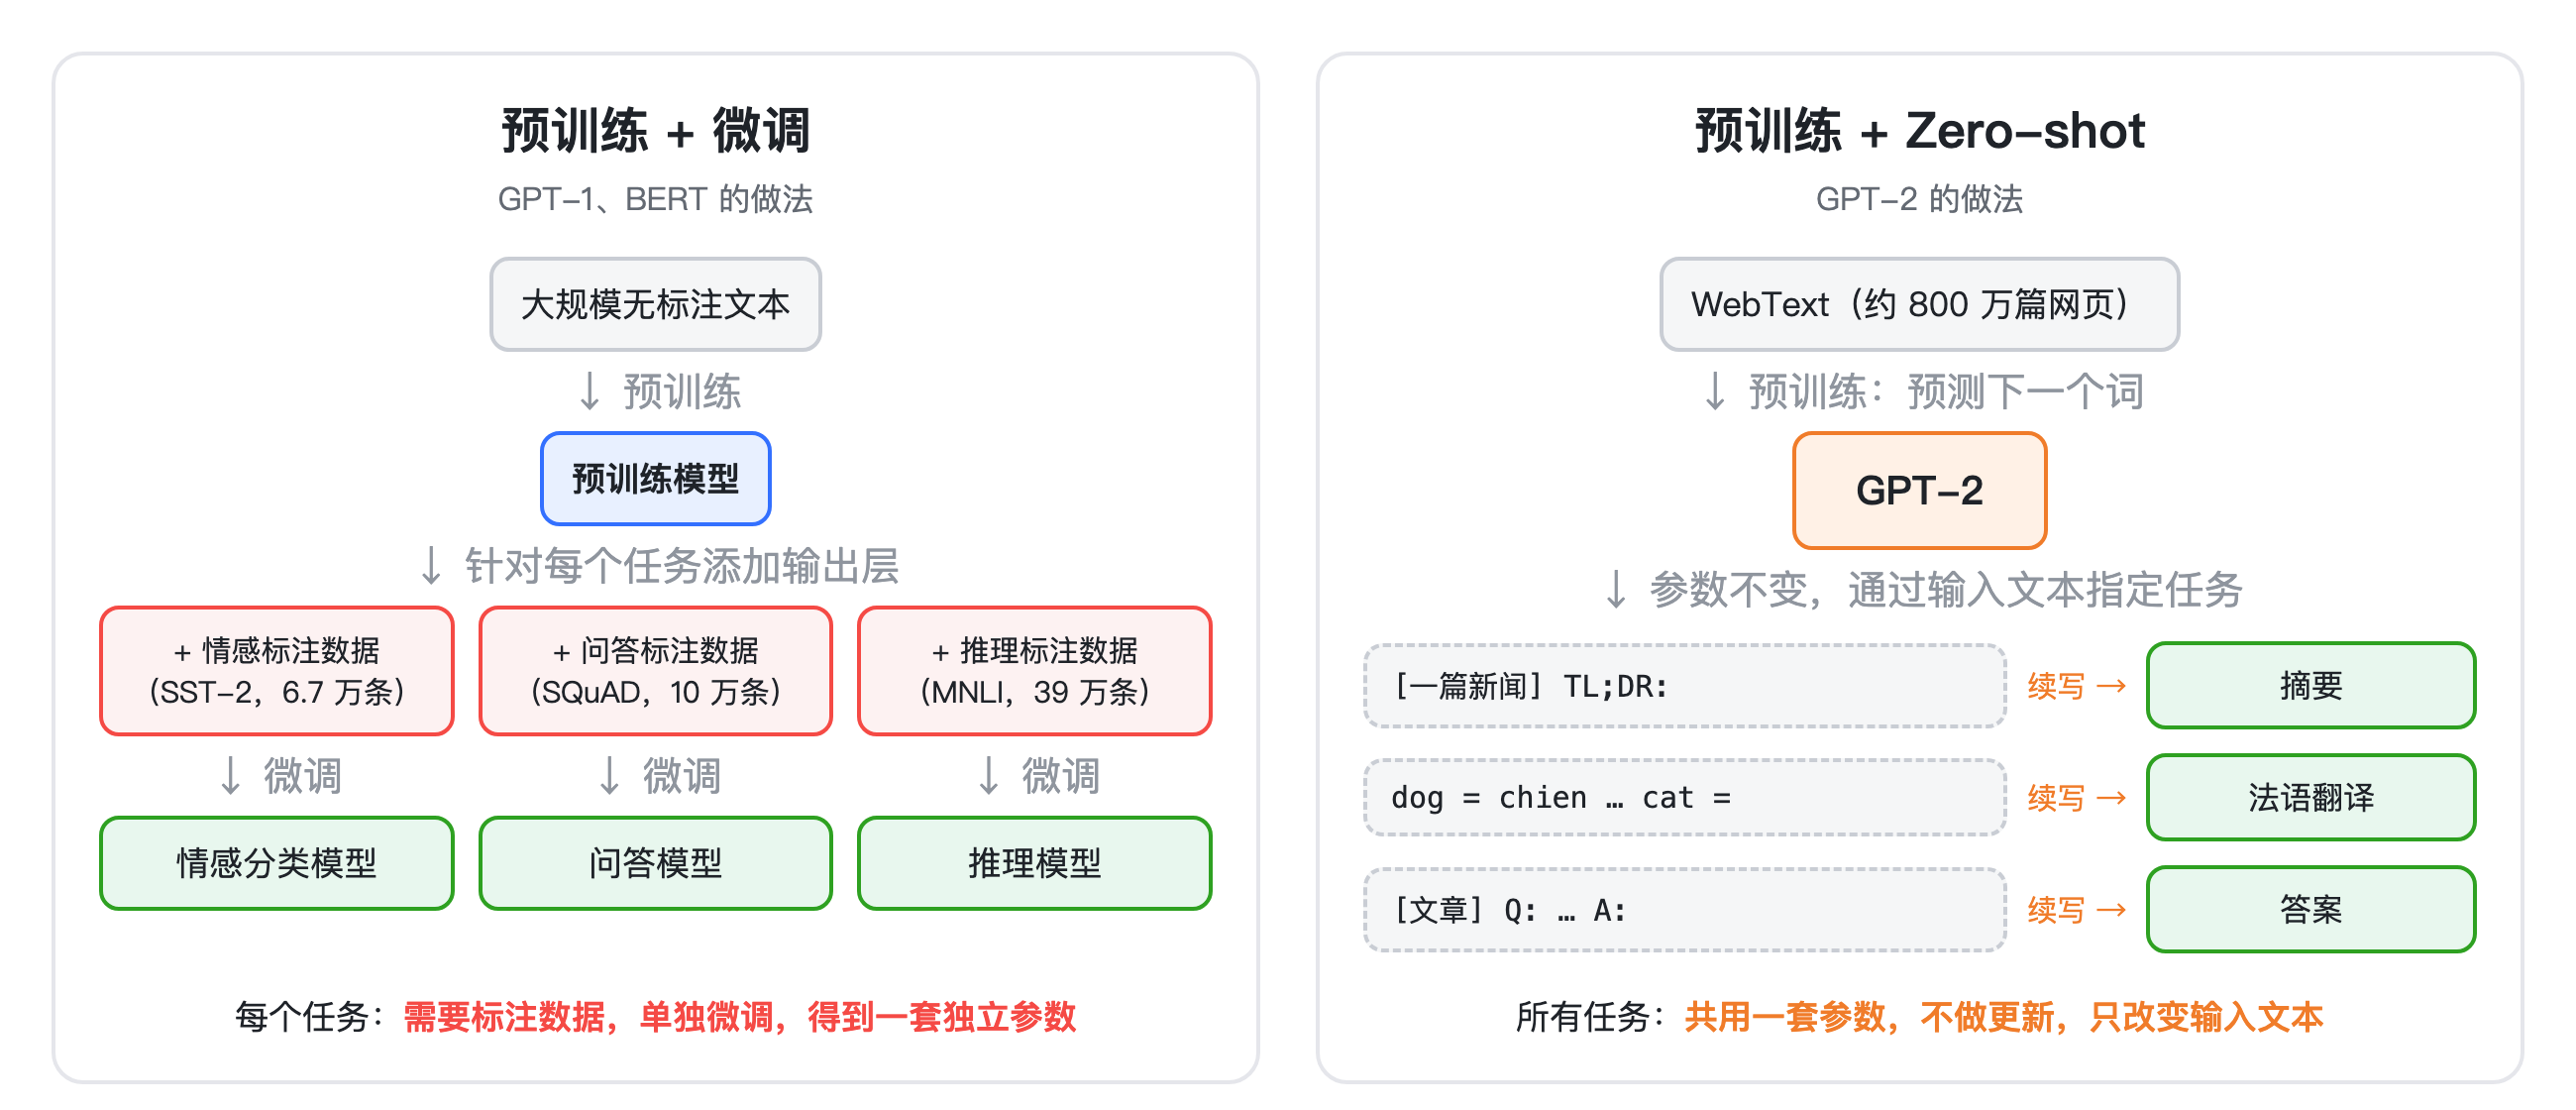 预训练 + 微调
GPT-1、BERT 的做法
大规模无标注文本
↓ 预训练
预训练模型
↓ 针对每个任务添加输出层
+ 情感标注数据
(SST-2，6.7 万条)
+ 问答标注数据
(SQuAD，10 万条)
+ 推理标注数据
(MNLI，39 万条)
↓ 微调
↓ 微调
↓ 微调
情感分类模型
问答模型
推理模型
每个任务：需要标注数据，单独微调，得到一套独立参数
预训练 + Zero-shot
GPT-2 的做法
WebText（约 800 万篇网页）
↓ 预训练：预测下一个词
GPT-2
↓ 参数不变，通过输入文本指定任务
[一篇新闻] TL;DR:
续写 →
摘要
dog = chien … cat =
续写 →
法语翻译
[文章] Q: … A:
续写 →
答案
所有任务：共用一套参数，不做更新，只改变输入文本